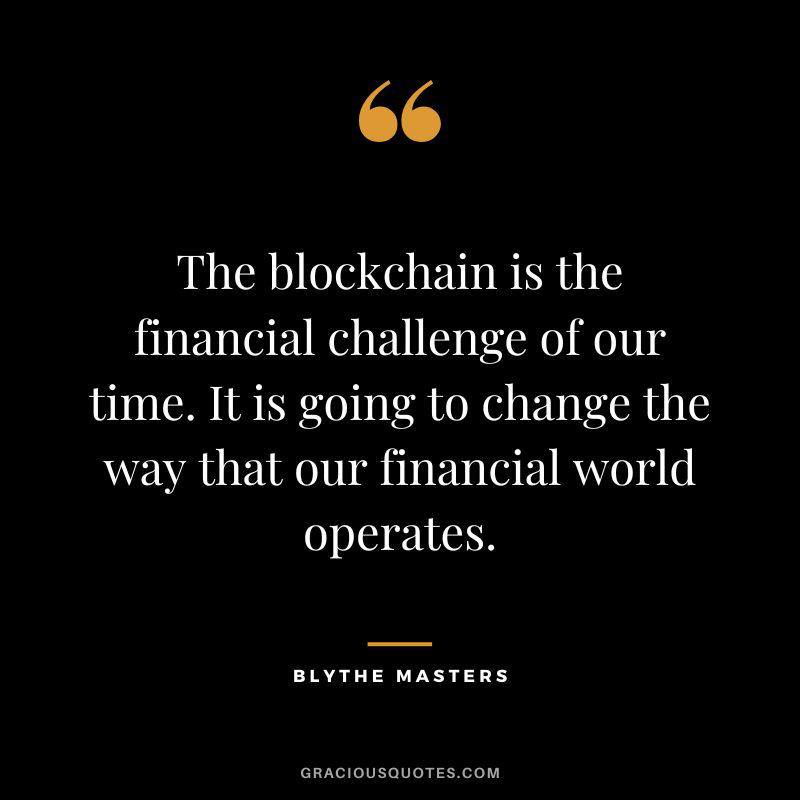 “
The blockchain is the
financial challenge of our
time. It is going to change the
way that our financial world
operates.
BLYTHE MASTERS
GRACIOUSQUOTES.COM